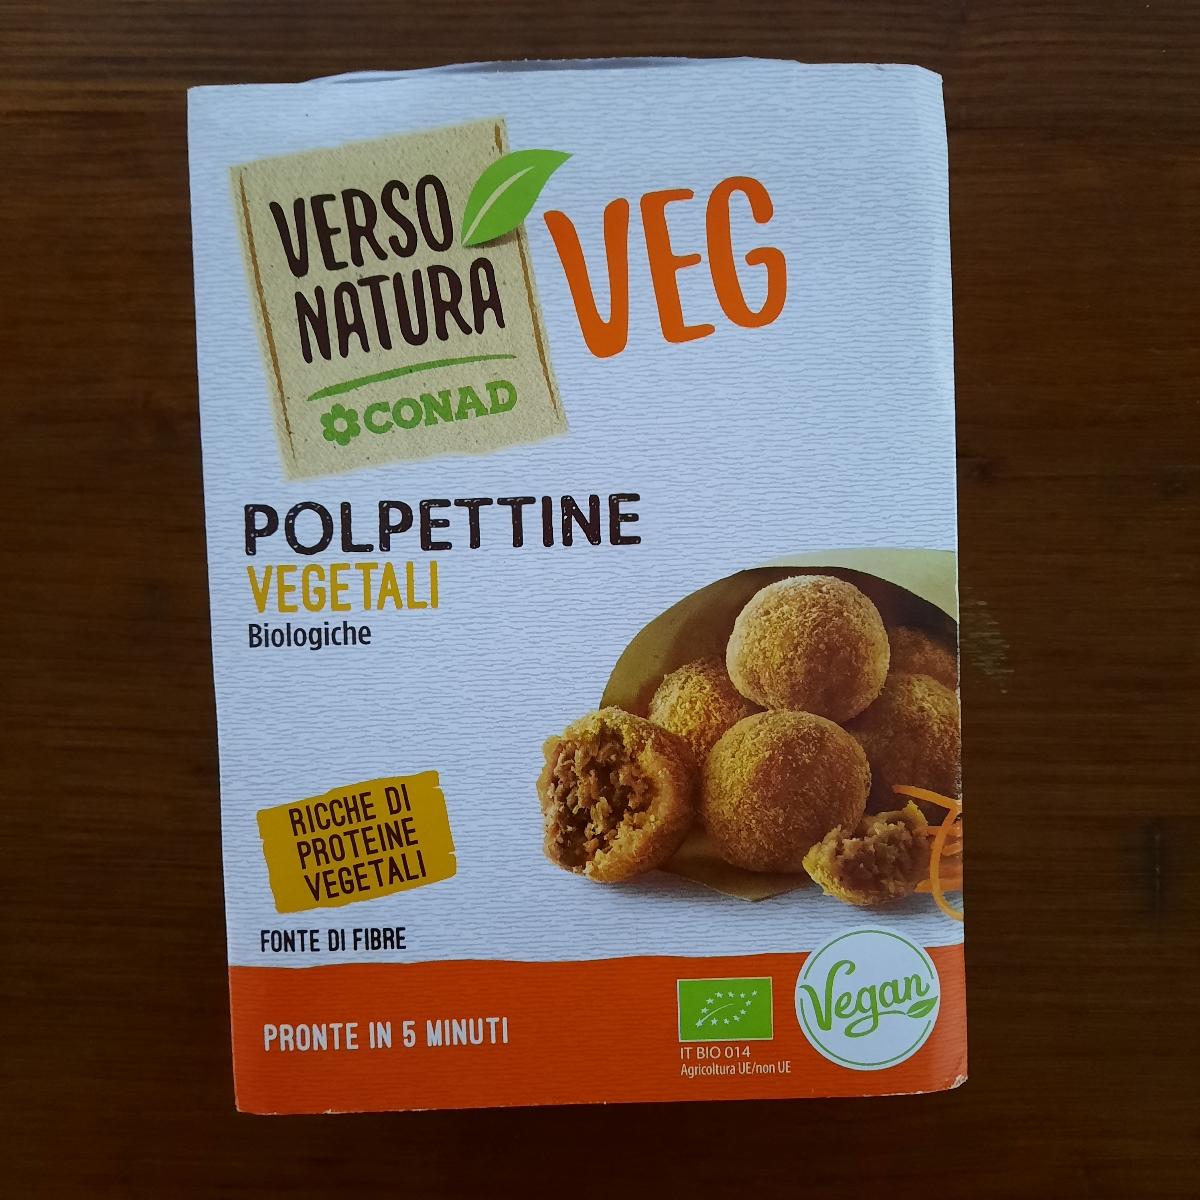 VERSO
NATURA
CONAD
VEG
POLPETTINE
VEGETALI
Biologiche
RICCHE DI
PROTEINE
VEGETALI
FONTE DI FIBRE
PRONTE IN 5 MINUTI
IT BIO 014
Agricoltura UE/non UE
Vegan